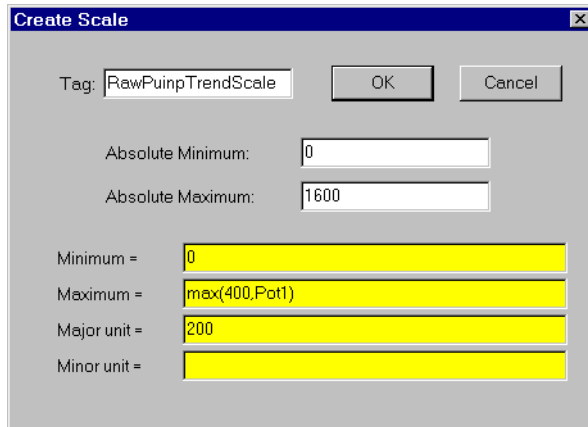 Create Scale
Tag: RawPuinpTrendScale OK Cancel
Absolute Minimum: 0
Absolute Maximum: 1600
Minimum = 0
Maximum = max(400,Pot1)
Major unit = 200
Minor unit =